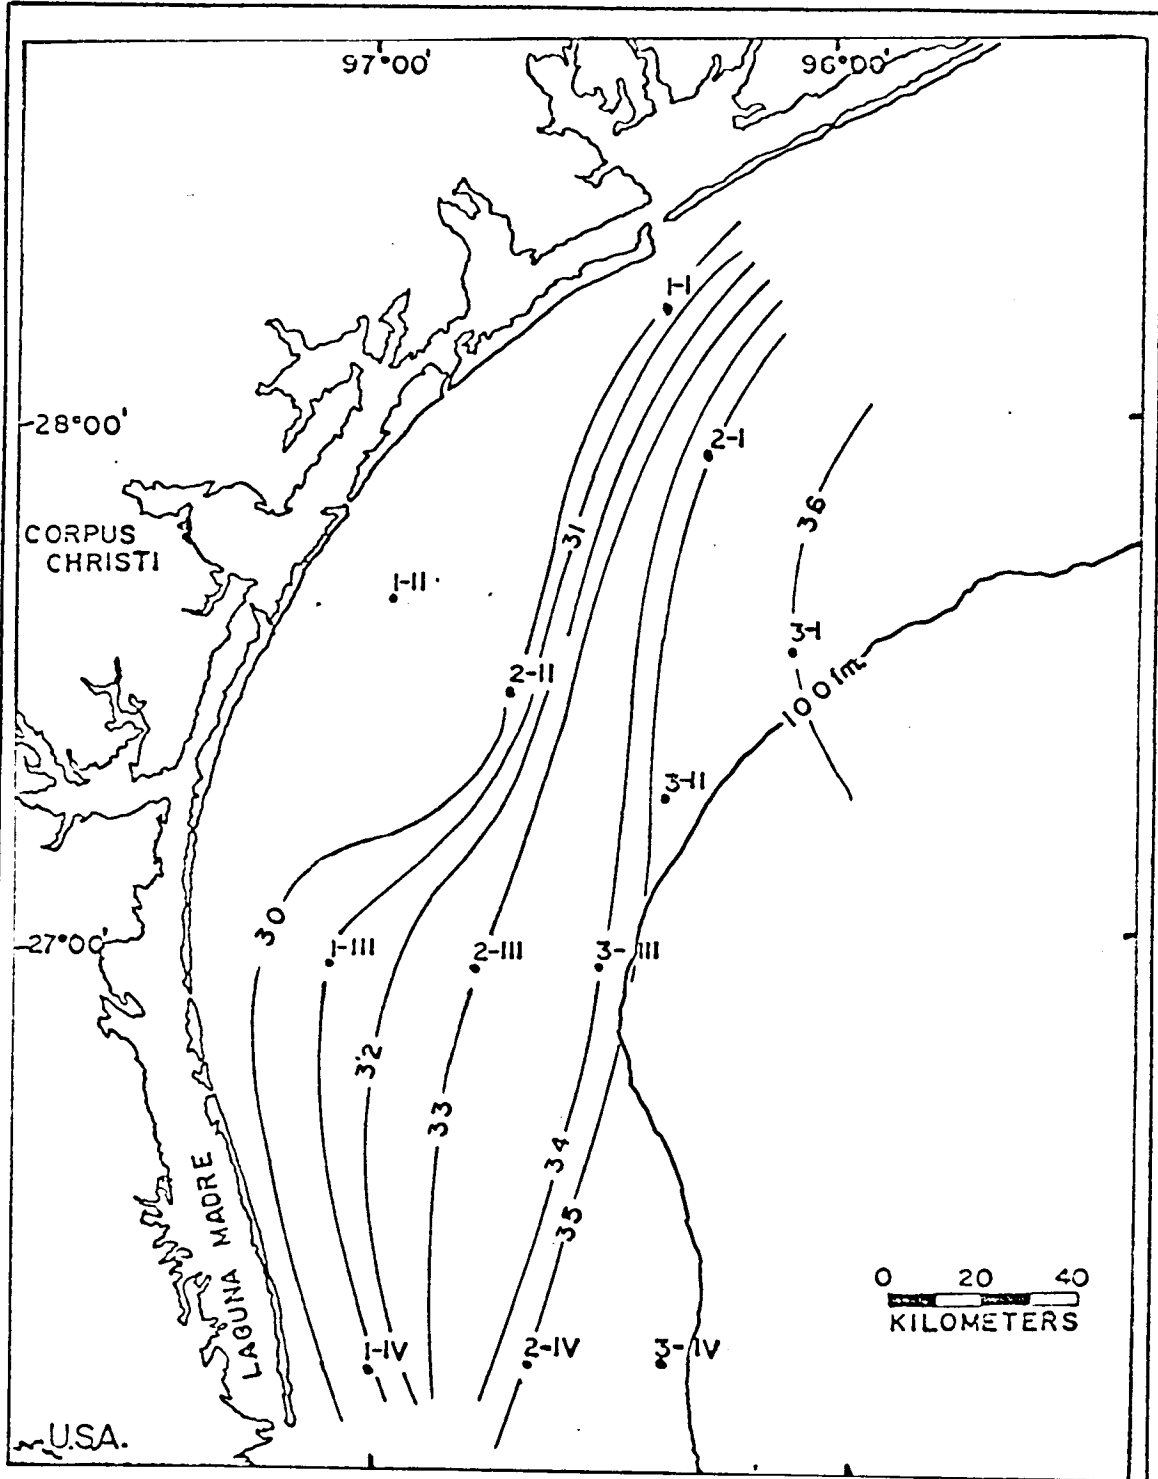 97°00'
96°00'
1-I
28°00'
2-I
36
CORPUS
CHRISTI
31
1-II
3-I
2-II
100 fm.
3-II
30
27°00'
1-III
2-III
3-III
32
33
34
LAGUNA MADRE
35
0 20 40
KILOMETERS
1-IV
2-IV
3-IV
U.S.A.